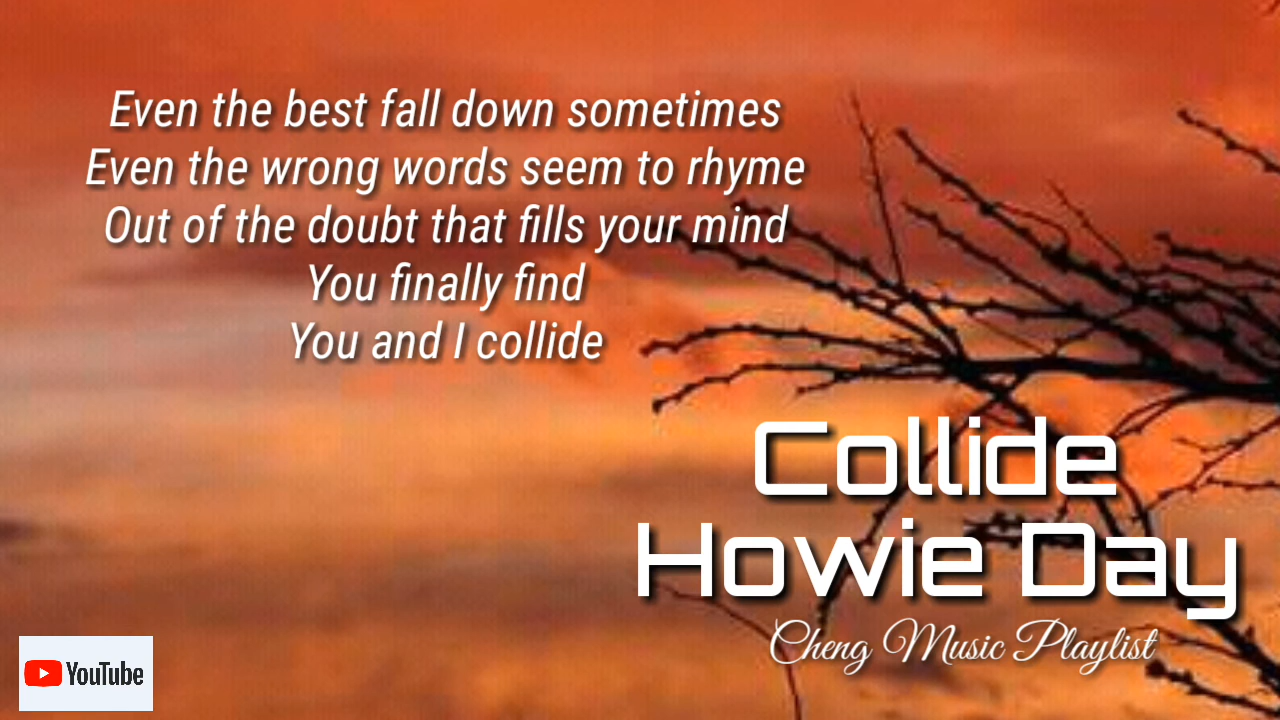 Even the best fall down sometimes
Even the wrong words seem to rhyme
Out of the doubt that fills your mind
You finally find
You and I collide
Collide
Howie Day
Cheng Music Playlist
YouTube